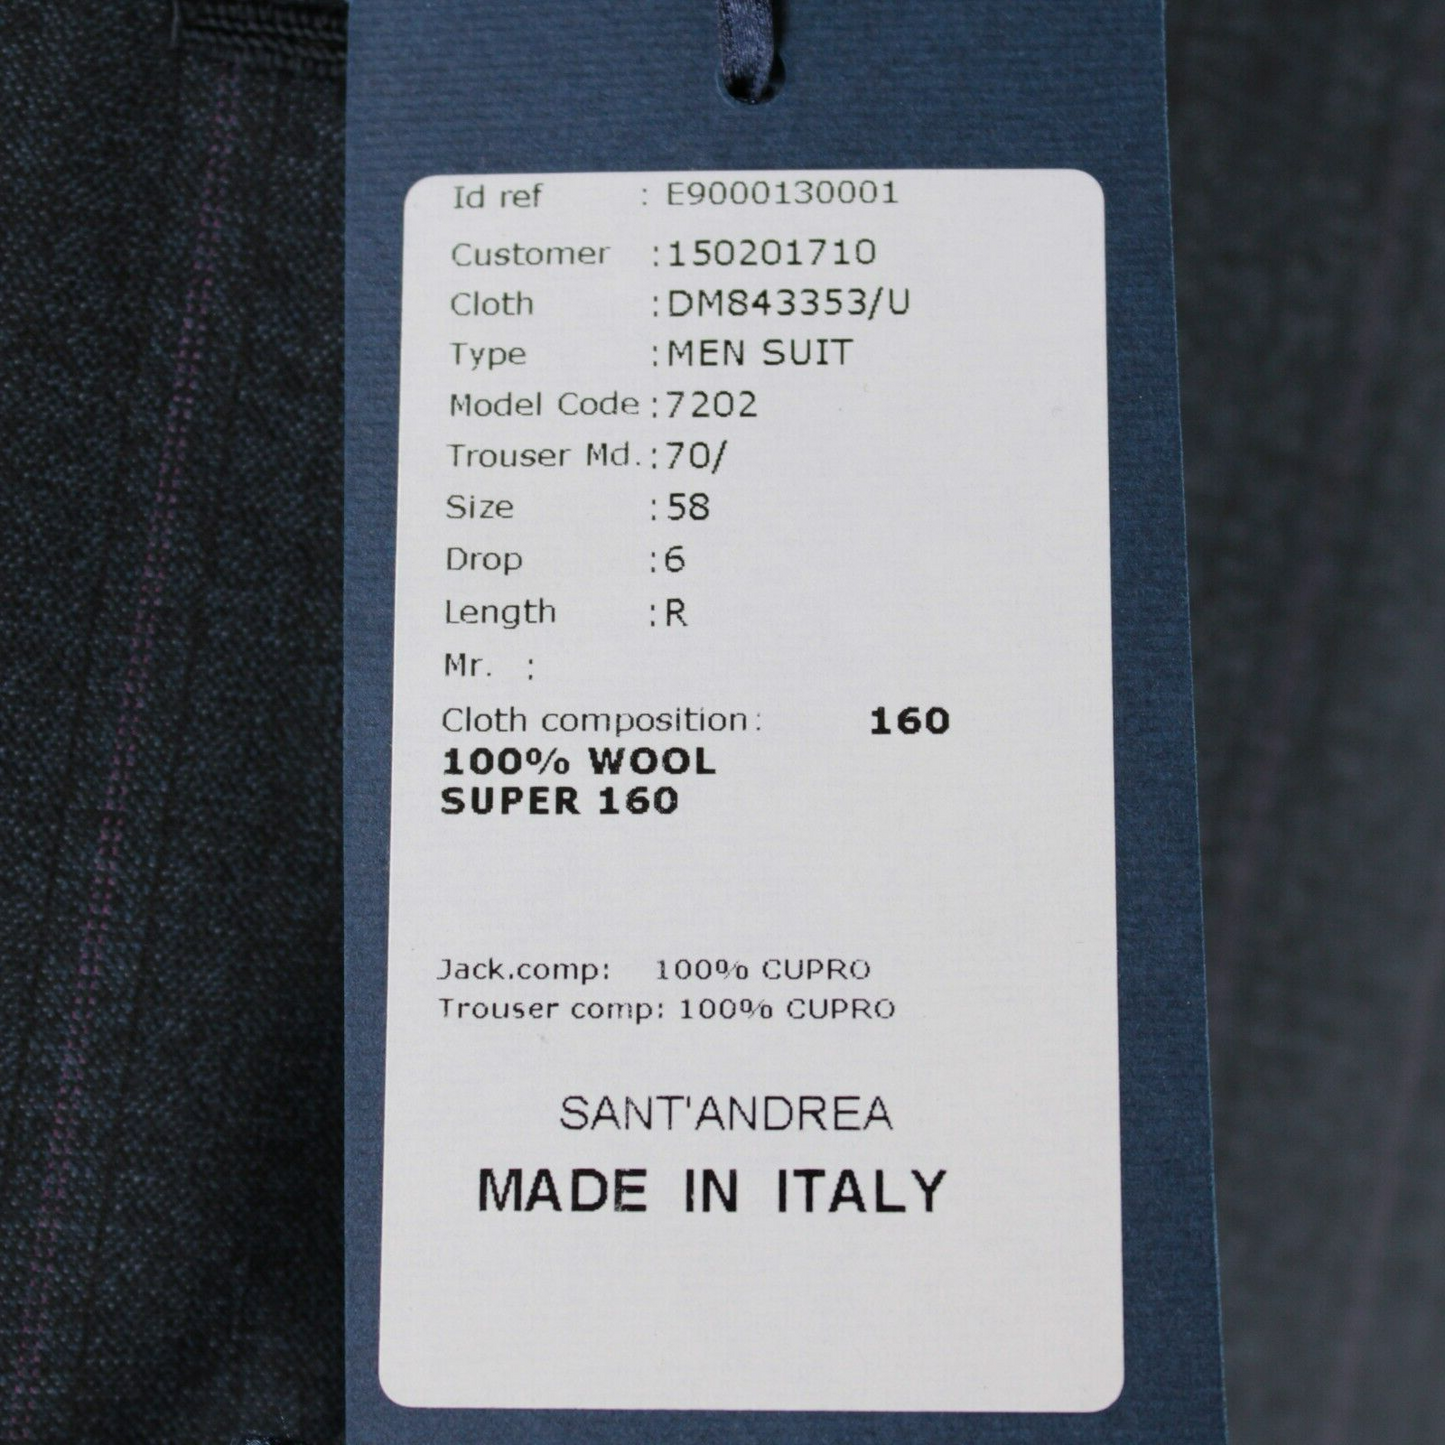 Id ref : E9000130001
Customer :150201710
Cloth :DM843353/U
Type :MEN SUIT
Model Code :7202
Trouser Md. :70/
Size :58
Drop :6
Length :R
Mr. :
Cloth composition: 160
100% WOOL
SUPER 160
Jack.comp: 100% CUPRO
Trouser comp: 100% CUPRO
SANT'ANDREA
MADE IN ITALY